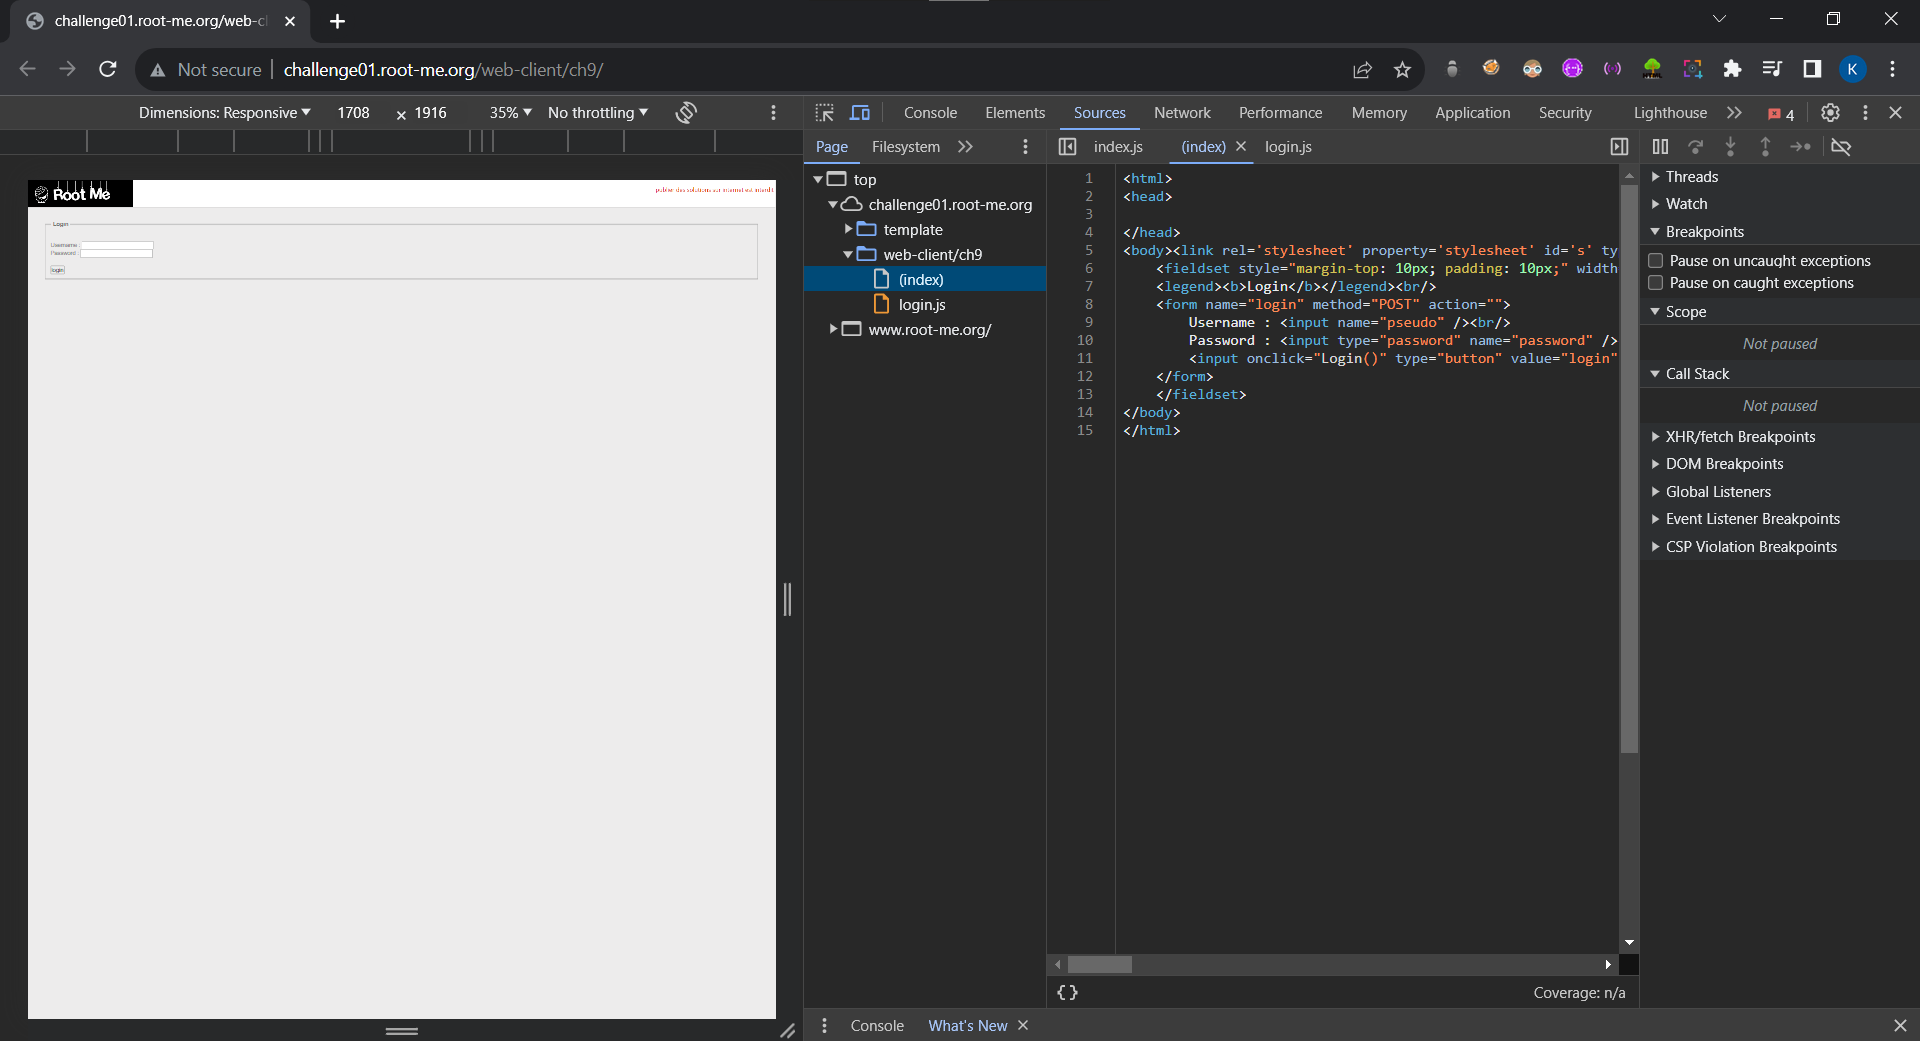 challenge01.root-me.org/web-cl
Not secure
challenge01.root-me.org/web-client/ch9/
K
Dimensions: Responsive
1708
×
1916
35%
No throttling
Console
Elements
Sources
Network
Performance
Memory
Application
Security
Lighthouse
4
Page
Filesystem
index.js
(index)
login.js
top
challenge01.root-me.org
template
web-client/ch9
(index)
login.js
www.root-me.org/
Root Me
publier des solutions sur internet est interdit
Login
Username :
Password :
login
1 <html>
2 <head>
3
4 </head>
5 <body><link rel='stylesheet' property='stylesheet' id='s' ty
6 <fieldset style="margin-top: 10px; padding: 10px;" width
7 <legend><b>Login</b></legend><br/>
8 <form name="login" method="POST" action="">
9 Username : <input name="pseudo" /><br/>
10 Password : <input type="password" name="password" />
11 <input onclick="Login()" type="button" value="login"
12 </form>
13 </fieldset>
14 </body>
15 </html>
{}
Coverage: n/a
Threads
Watch
Breakpoints
Pause on uncaught exceptions
Pause on caught exceptions
Scope
Not paused
Call Stack
Not paused
XHR/fetch Breakpoints
DOM Breakpoints
Global Listeners
Event Listener Breakpoints
CSP Violation Breakpoints
Console
What's New